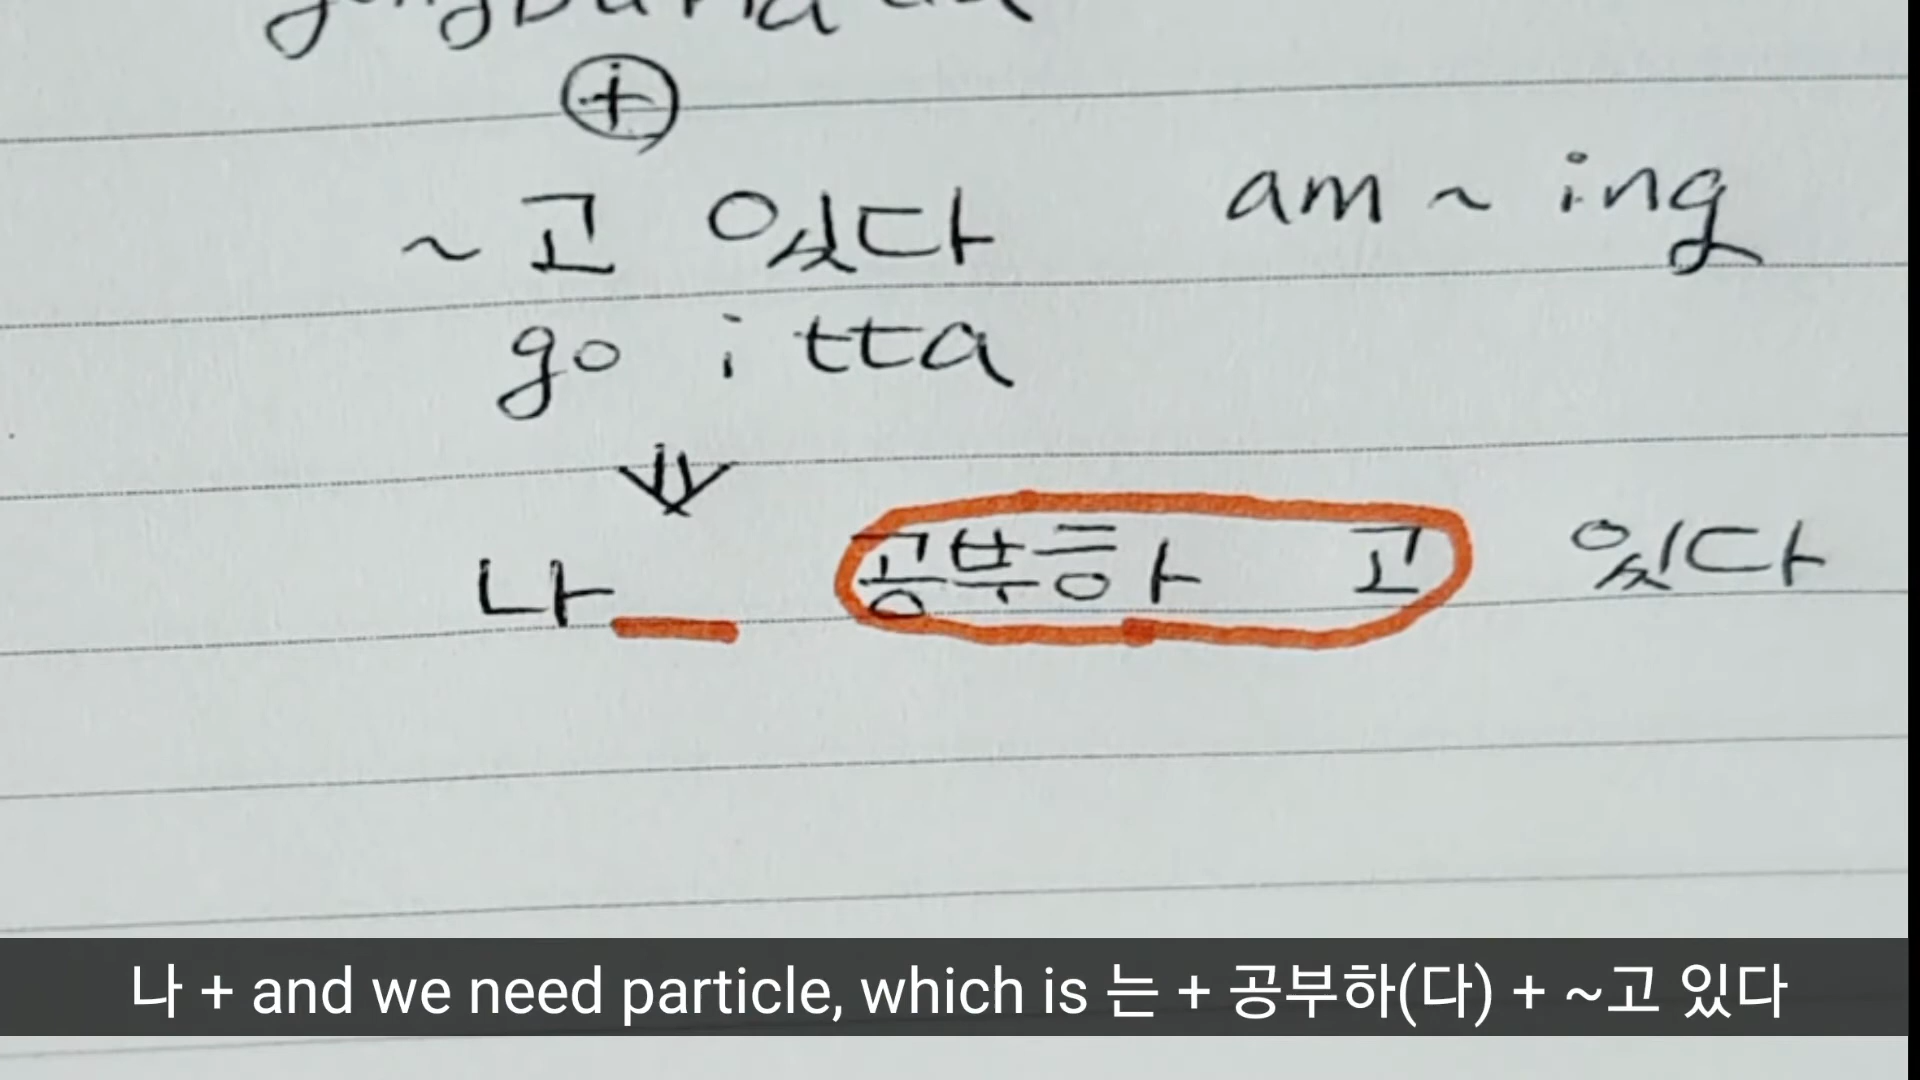 ⊕
~고 있다 am ~ ing
go itta
⇓
나_ 공부하 고 있다
나 + and we need particle, which is 는 + 공부하(다) + ~고 있다